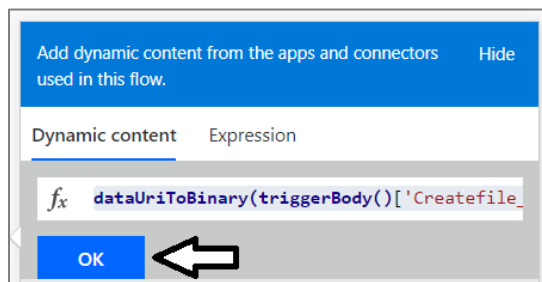 Add dynamic content from the apps and connectors Hide
used in this flow.
Dynamic content Expression
fx dataUriToBinary(triggerBody()['Createfile_
OK